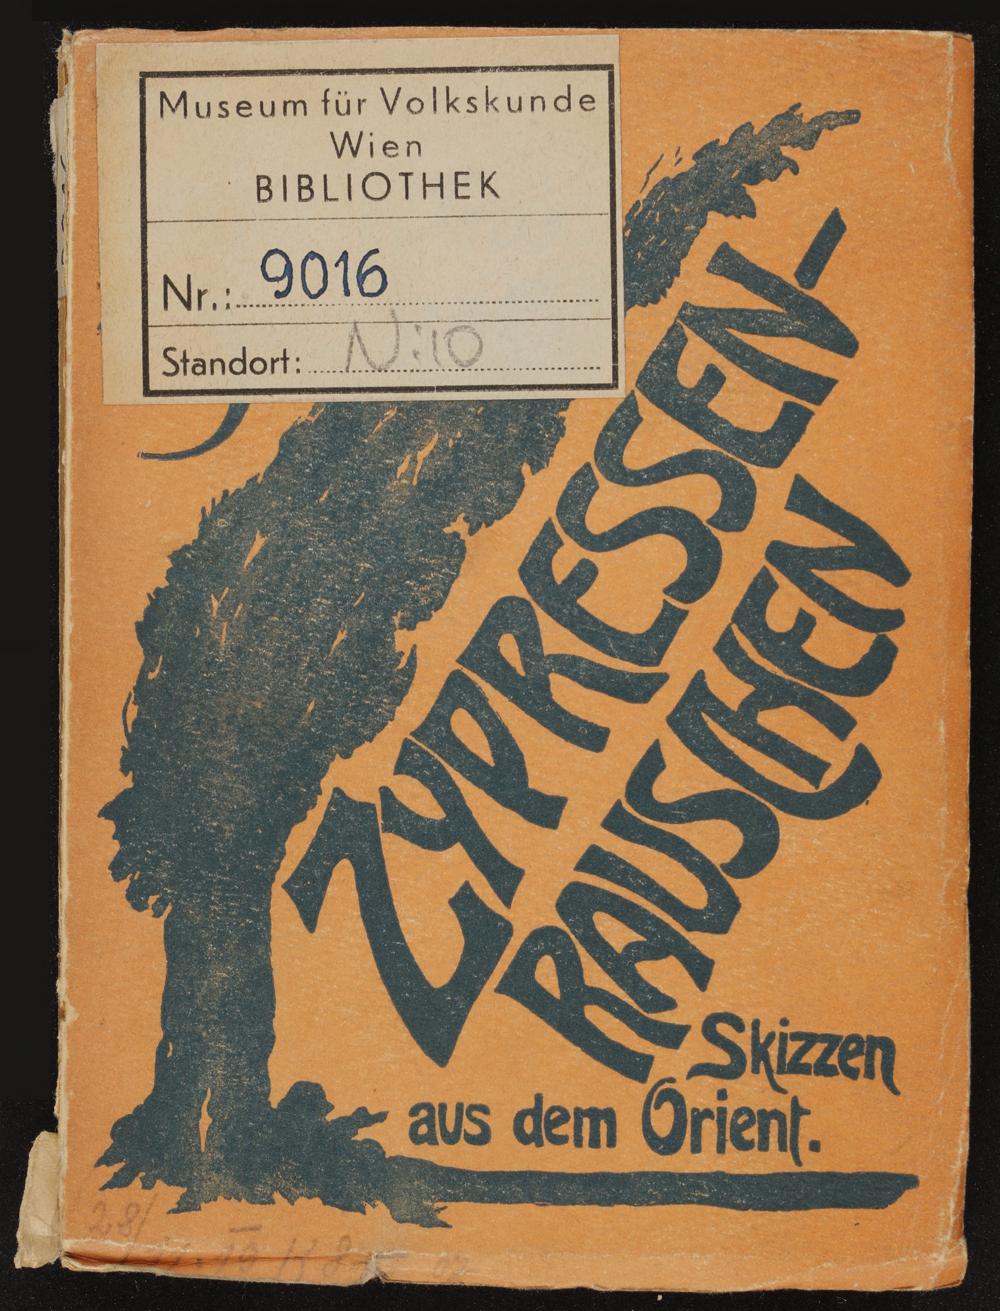 Museum für Volkskunde
Wien
BIBLIOTHEK
Nr.: 9016
Standort: N:10
ZYPRESSEN-
RAUSCHEN
Skizzen
aus dem Orient.